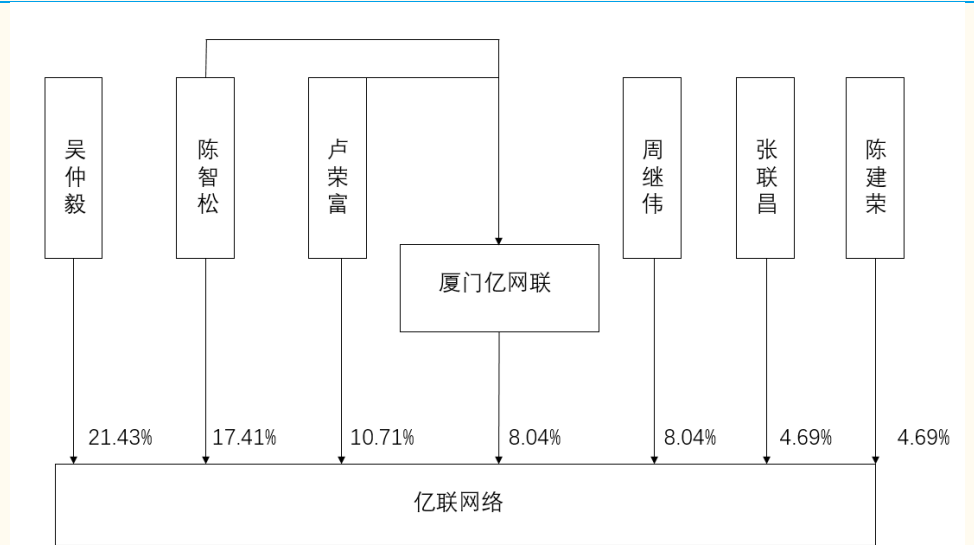 吴仲毅
陈智松
卢荣富
周继伟
张联昌
陈建荣
厦门亿网联
21.43%
17.41%
10.71%
8.04%
8.04%
4.69%
4.69%
亿联网络